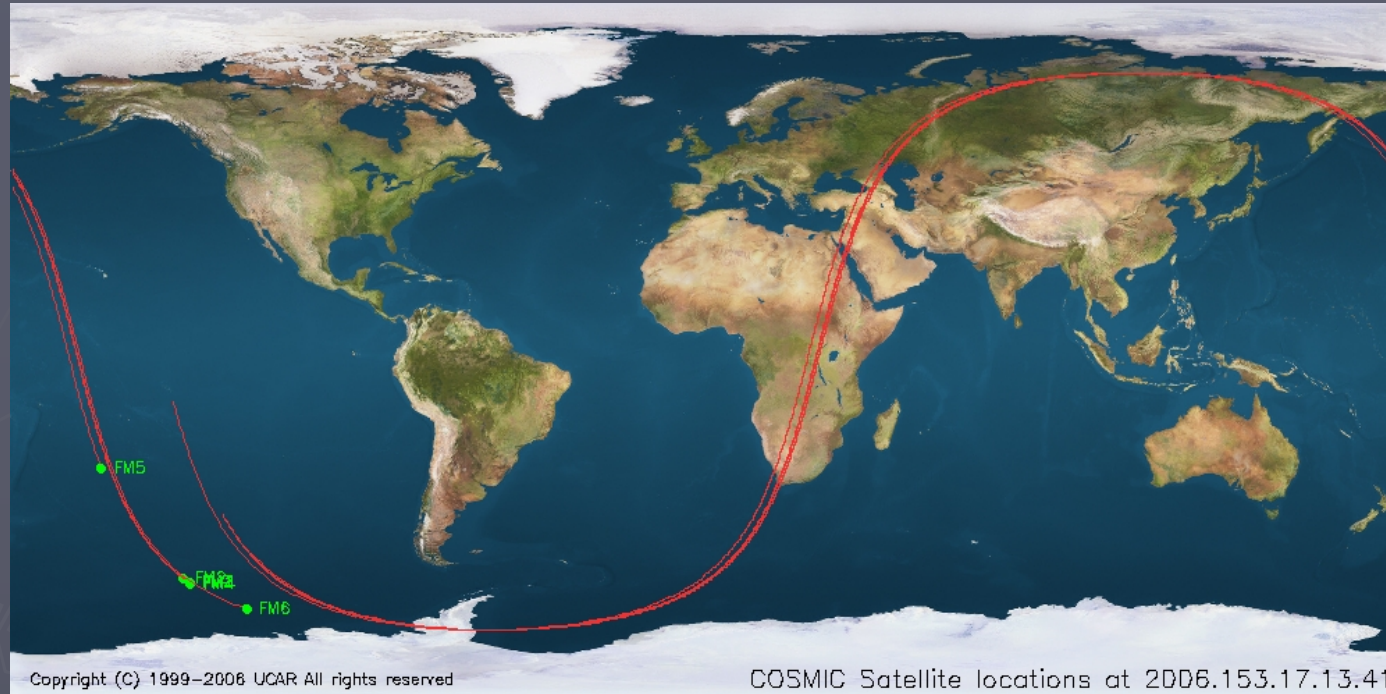 FM5
FM6
Copyright (C) 1999-2006 UCAR All rights reserved
COSMIC Satellite locations at 2006.153.17.13.41